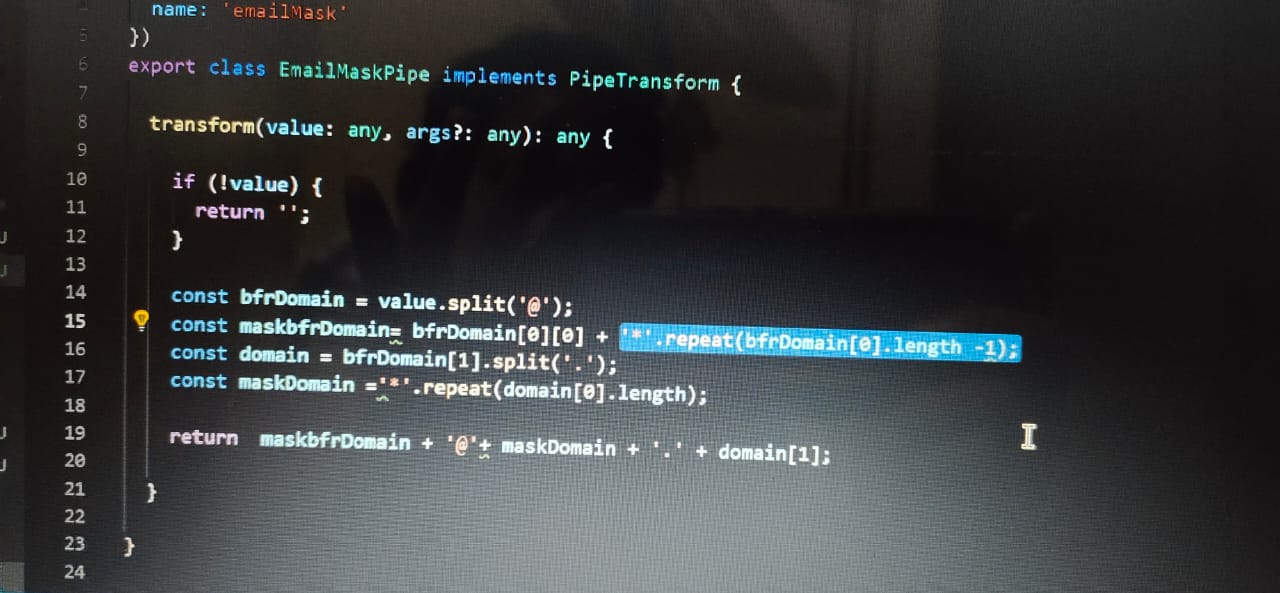 name: 'emailMask'
5 })
6 export class EmailMaskPipe implements PipeTransform {
7
8 transform(value: any, args?: any): any {
9
10 if (!value) {
11 return '';
12 }
13
14 const bfrDomain = value.split('@');
15 const maskbfrDomain= bfrDomain[0][0] + '*'.repeat(bfrDomain[0].length -1);
16 const domain = bfrDomain[1].split('.');
17 const maskDomain ='*'.repeat(domain[0].length);
18
19 return maskbfrDomain + '@'+ maskDomain + '.' + domain[1];
20
21 }
22
23 }
24